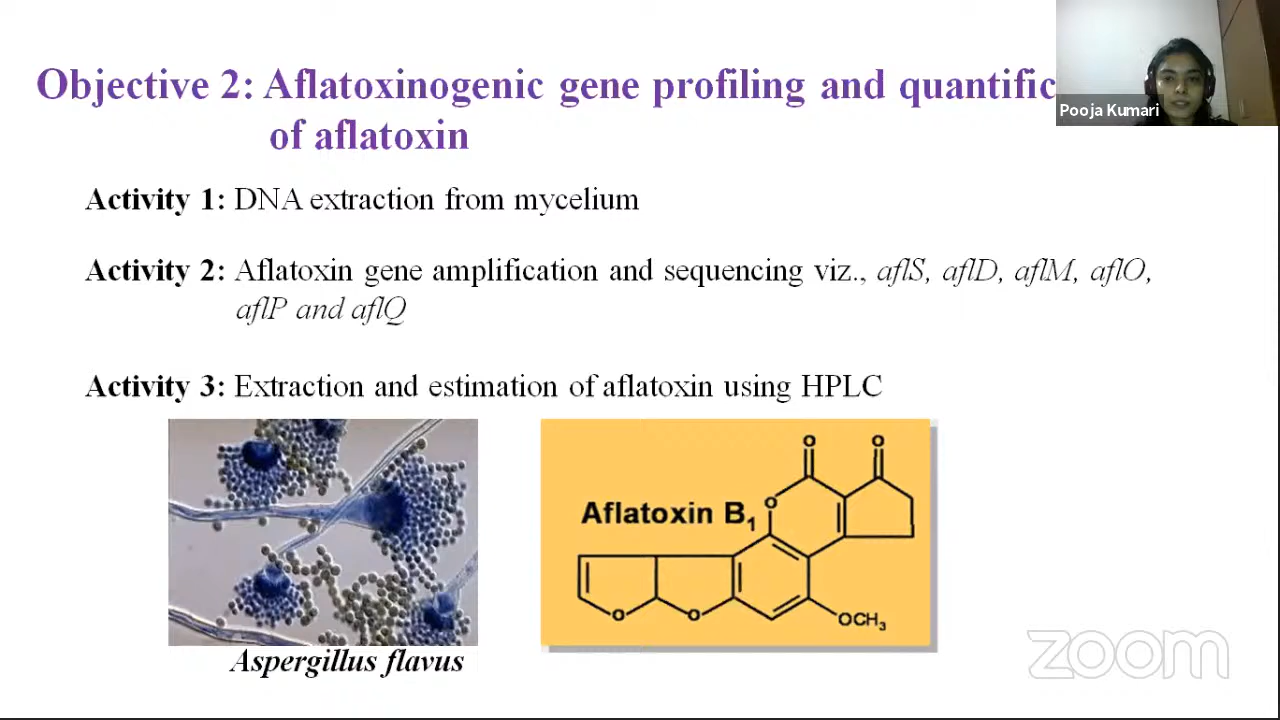 Objective 2: Aflatoxinogenic gene profiling and quantific
of aflatoxin
Pooja Kumari
Activity 1: DNA extraction from mycelium
Activity 2: Aflatoxin gene amplification and sequencing viz., aflS, aflD, aflM, aflO,
aflP and aflQ
Activity 3: Extraction and estimation of aflatoxin using HPLC
O O
O
Aflatoxin B₁
O O
OCH₃
Aspergillus flavus
zoom